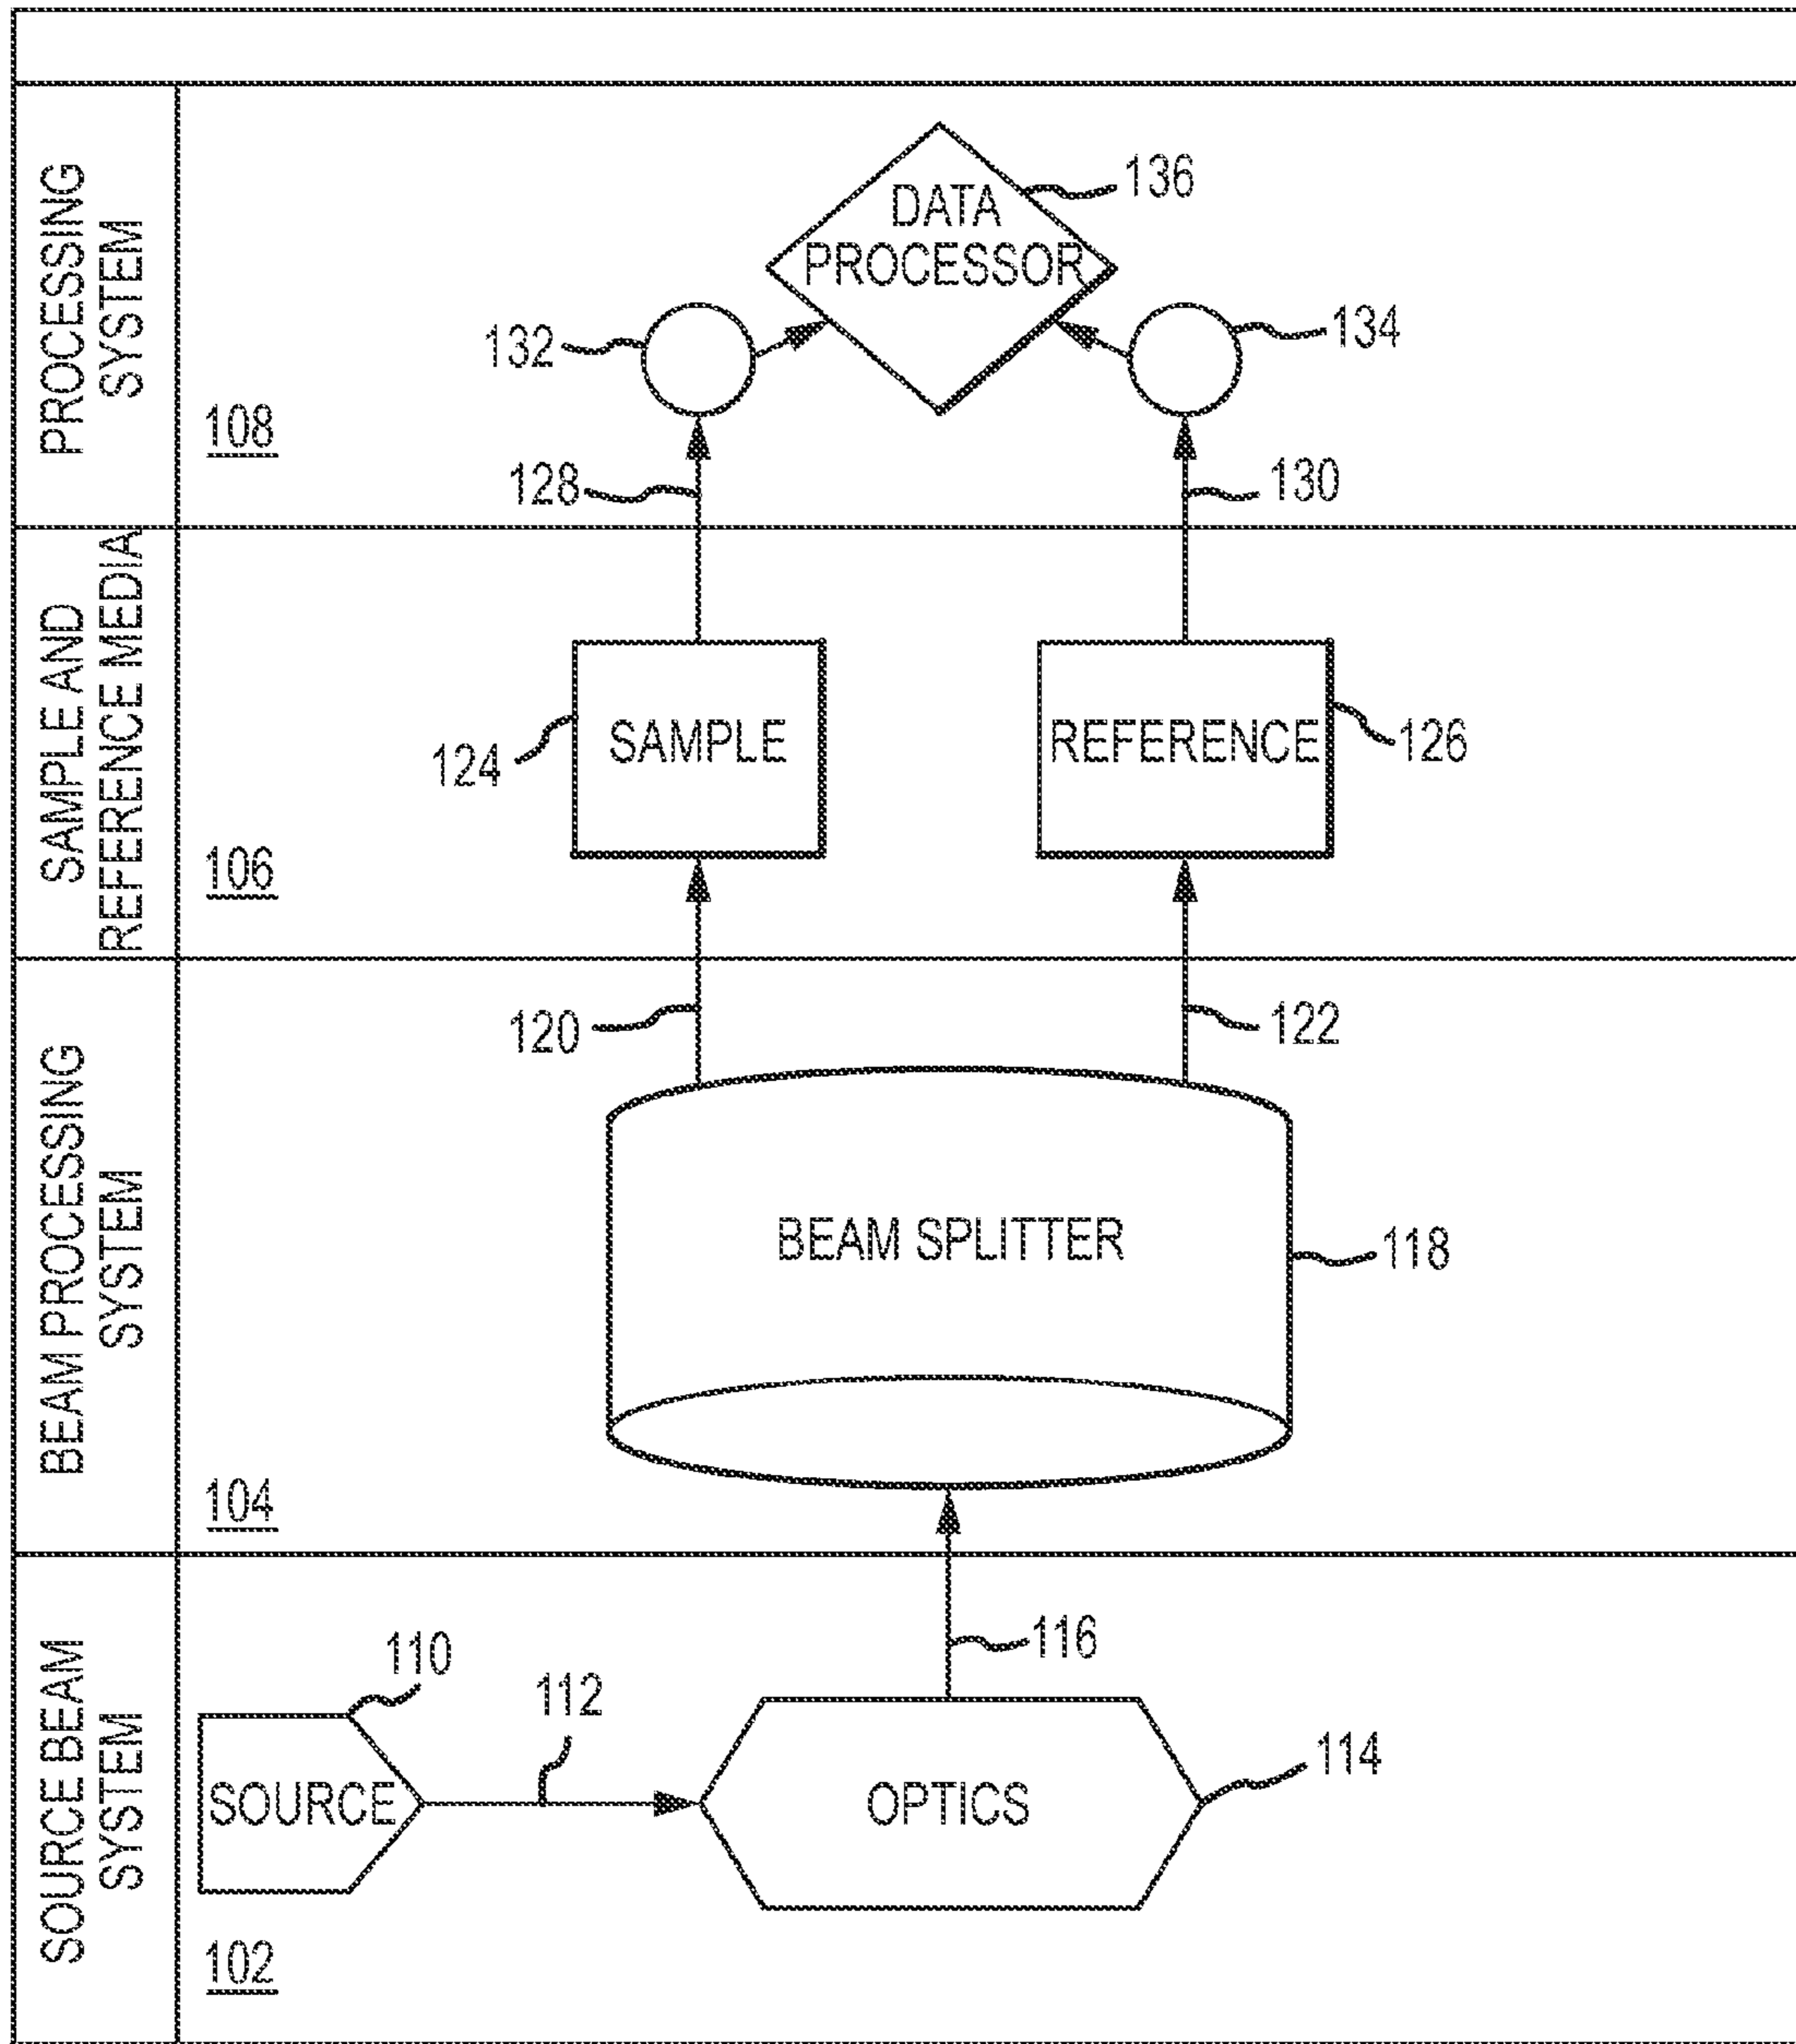 PROCESSING
SYSTEM
108
DATA
PROCESSOR
136
132
134
128
130
SAMPLE AND
REFERENCE MEDIA
106
SAMPLE
124
REFERENCE
126
BEAM PROCESSING
SYSTEM
104
120
122
BEAM SPLITTER
118
SOURCE BEAM
SYSTEM
102
116
110
112
SOURCE
OPTICS
114